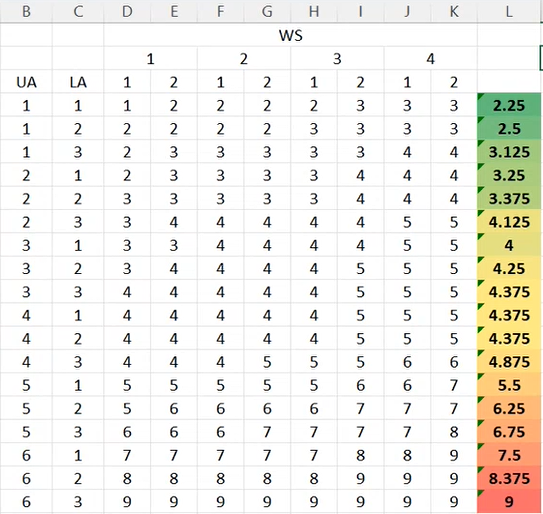 B C D E F G H I J K L
WS
1 2 3 4
UA LA 1 2 1 2 1 2 1 2
1 1 1 2 2 2 2 3 3 3 2.25
1 2 2 2 2 2 3 3 3 3 2.5
1 3 2 3 3 3 3 3 4 4 3.125
2 1 2 3 3 3 3 4 4 4 3.25
2 2 3 3 3 3 3 4 4 4 3.375
2 3 3 4 4 4 4 4 5 5 4.125
3 1 3 3 4 4 4 4 5 5 4
3 2 3 4 4 4 4 5 5 5 4.25
3 3 4 4 4 4 4 5 5 5 4.375
4 1 4 4 4 4 4 5 5 5 4.375
4 2 4 4 4 4 4 5 5 5 4.375
4 3 4 4 4 5 5 5 6 6 4.875
5 1 5 5 5 5 5 6 6 7 5.5
5 2 5 6 6 6 6 7 7 7 6.25
5 3 6 6 6 7 7 7 7 8 6.75
6 1 7 7 7 7 7 8 8 9 7.5
6 2 8 8 8 8 8 9 9 9 8.375
6 3 9 9 9 9 9 9 9 9 9